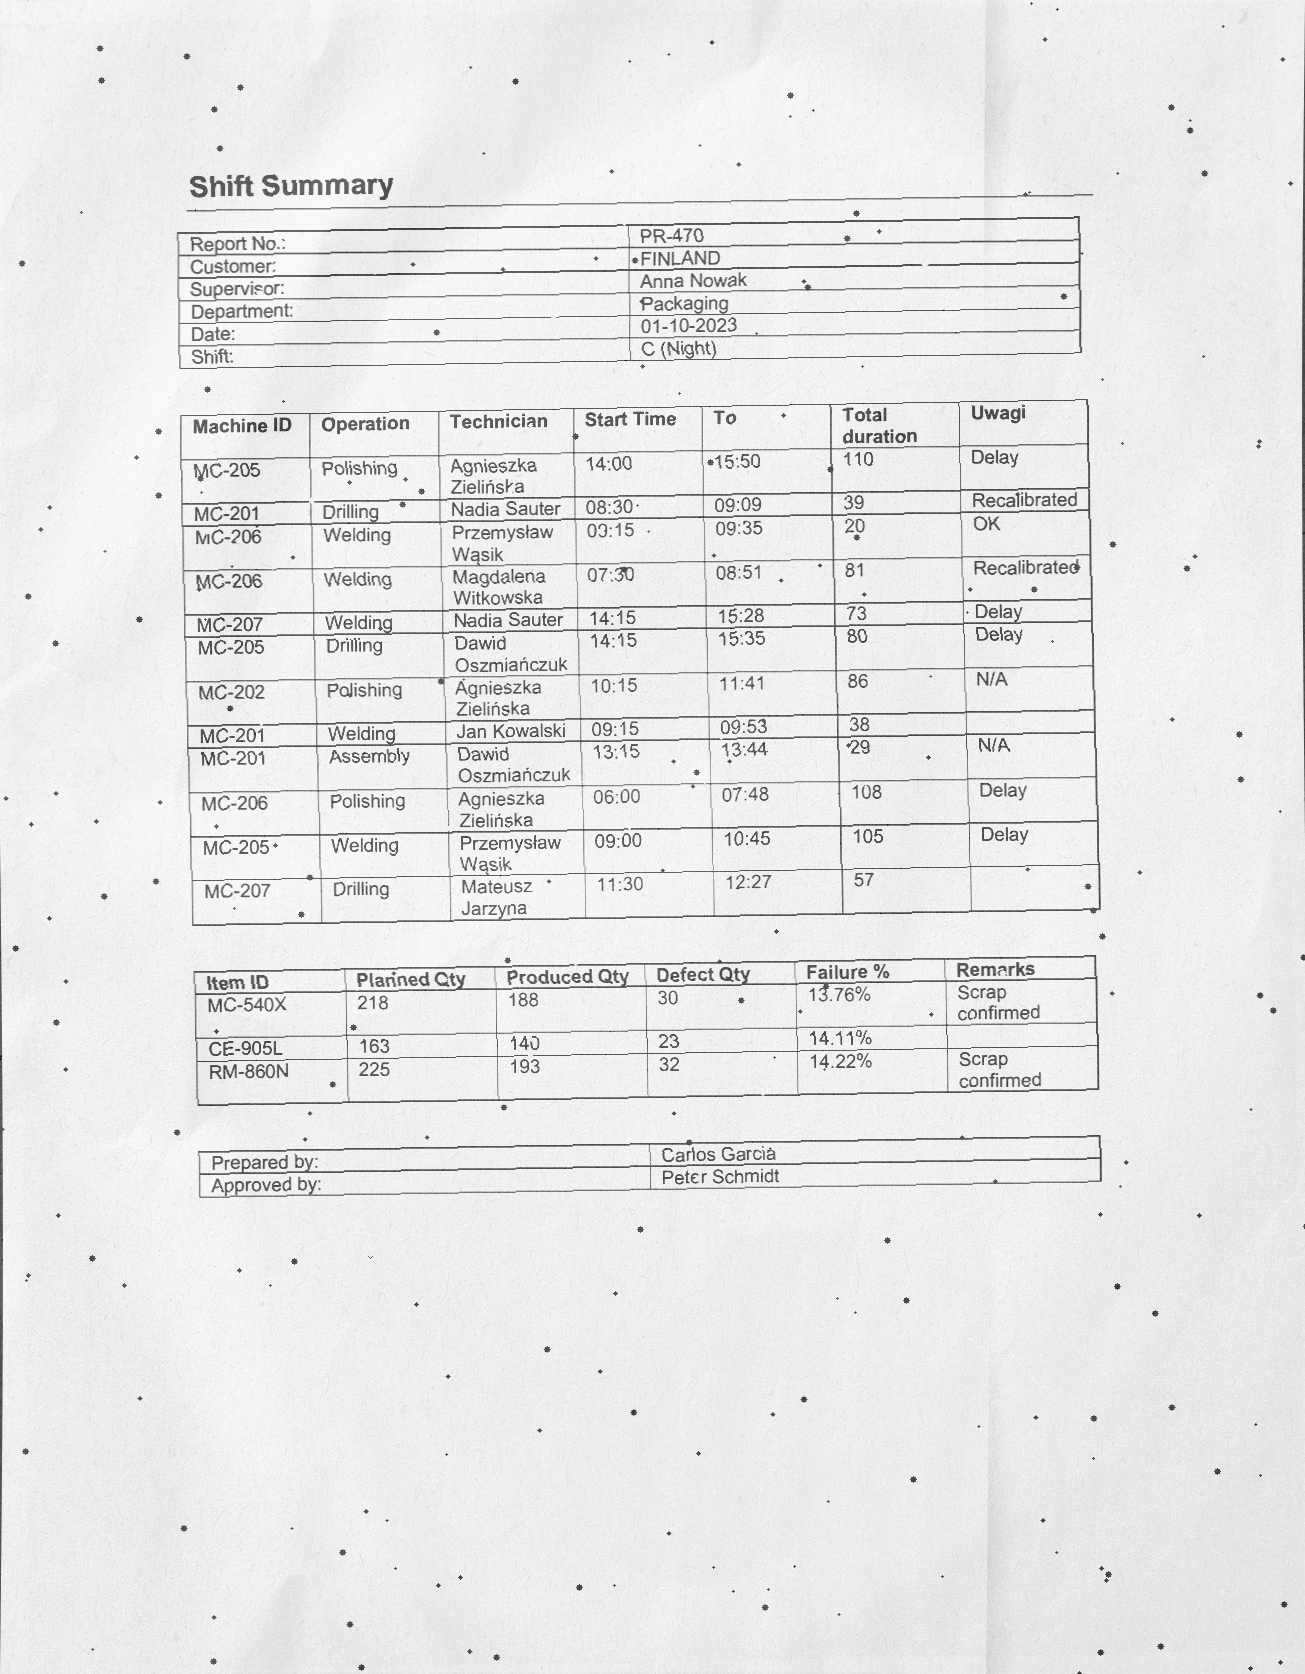 Shift Summary
Report No.: PR-470
Customer: FINLAND
Supervisor: Anna Nowak
Department: Packaging
Date: 01-10-2023
Shift: C (Night)
Machine ID Operation Technician Start Time To Total duration Uwagi
MC-205 Polishing Agnieszka Zielińska 14:00 15:50 110 Delay
MC-201 Drilling Nadia Sauter 08:30 09:09 39 Recalibrated
MC-206 Welding Przemysław Wąsik 09:15 09:35 20 OK
MC-206 Welding Magdalena Witkowska 07:30 08:51 81 Recalibrated
MC-207 Welding Nadia Sauter 14:15 15:28 73 Delay
MC-205 Drilling Dawid Oszmiańczuk 14:15 15:35 80 Delay
MC-202 Polishing Agnieszka Zielińska 10:15 11:41 86 N/A
MC-201 Welding Jan Kowalski 09:15 09:53 38
MC-201 Assembly Dawid Oszmiańczuk 13:15 13:44 29 N/A
MC-206 Polishing Agnieszka Zielińska 06:00 07:48 108 Delay
MC-205 Welding Przemysław Wąsik 09:00 10:45 105 Delay
MC-207 Drilling Mateusz Jarzyna 11:30 12:27 57
Item ID Planned Qty Produced Qty Defect Qty Failure % Remarks
MC-540X 218 188 30 13.76% Scrap confirmed
CE-905L 163 140 23 14.11%
RM-860N 225 193 32 14.22% Scrap confirmed
Prepared by: Carlos Garcia
Approved by: Peter Schmidt